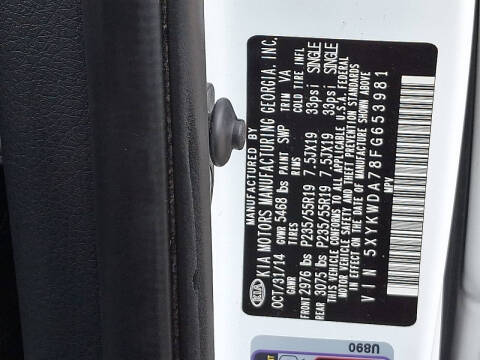 MANUFACTURED BY
KIA KIA MOTORS MANUFACTURING GEORGIA, INC.
OCT/31/14 GVWR 5468 lbs PAINT SWP TRIM VA
GAWR TIRES RIMS COLD TIRE INFL
FRONT 2976 lbs P235/55R19 7.5JX19 33psi SINGLE
REAR 3075 lbs P235/55R19 7.5JX19 33psi SINGLE
THIS VEHICLE CONFORMS TO ALL APPLICABLE U.S.A. FEDERAL
MOTOR VEHICLE SAFETY AND THEFT PREVENTION STANDARDS
IN EFFECT ON THE DATE OF MANUFACTURE SHOWN ABOVE
VIN 5XYKWDA78FG653981
MPV
U890